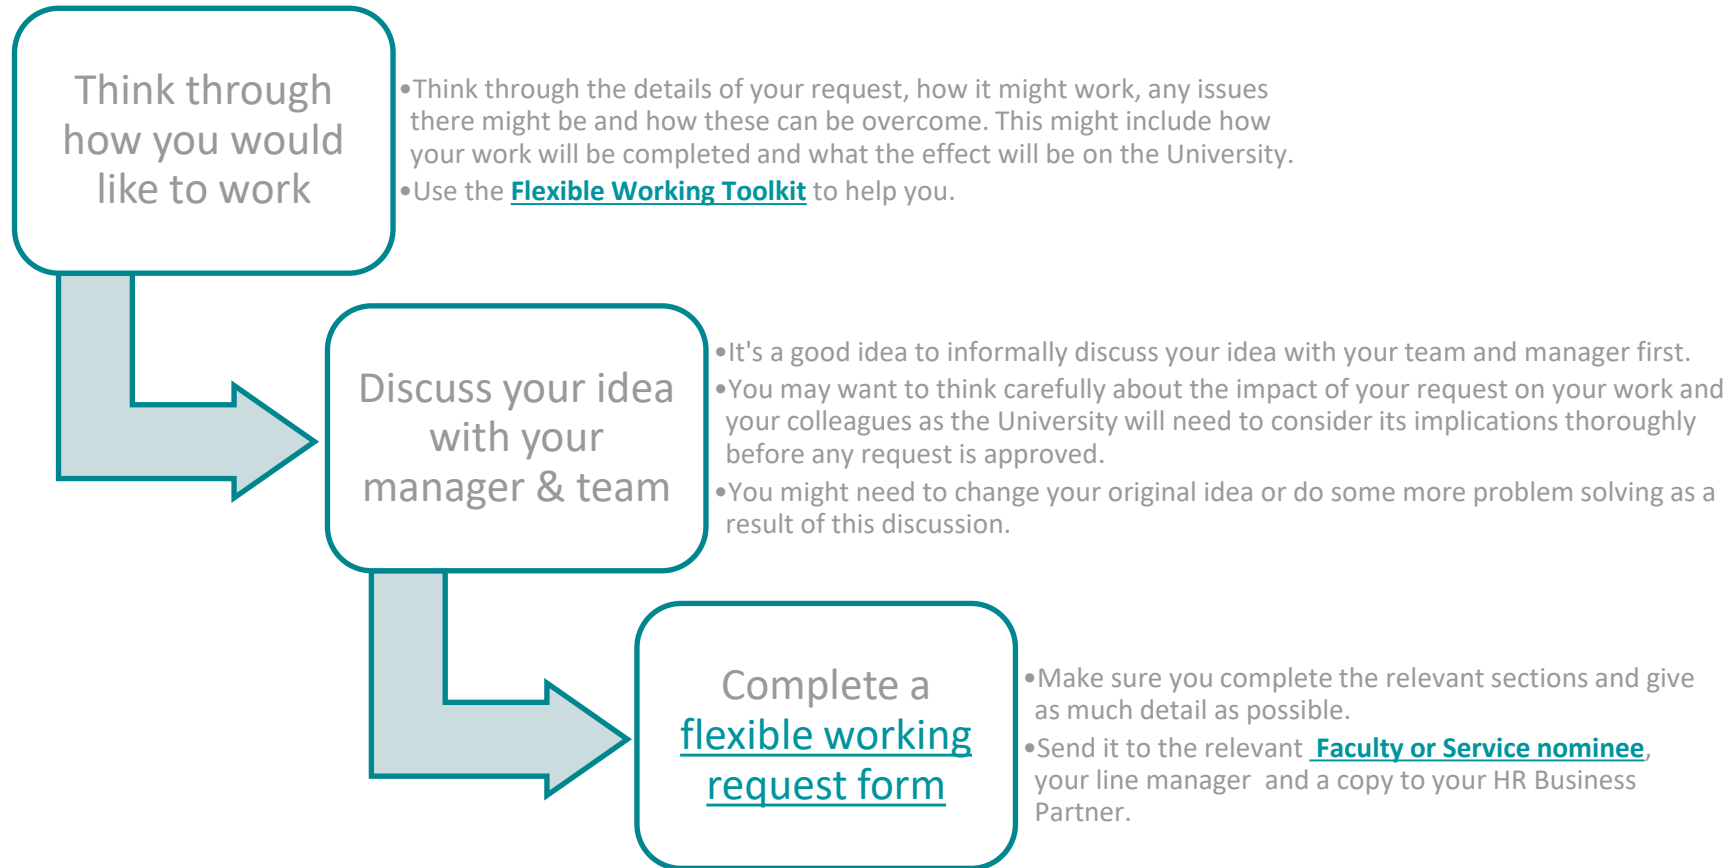 Think through
how you would
like to work
•Think through the details of your request, how it might work, any issues
there might be and how these can be overcome. This might include how
your work will be completed and what the effect will be on the University.
•Use the Flexible Working Toolkit to help you.
Discuss your idea
with your
manager & team
•It's a good idea to informally discuss your idea with your team and manager first.
•You may want to think carefully about the impact of your request on your work and
your colleagues as the University will need to consider its implications thoroughly
before any request is approved.
•You might need to change your original idea or do some more problem solving as a
result of this discussion.
Complete a
flexible working
request form
•Make sure you complete the relevant sections and give
as much detail as possible.
•Send it to the relevant Faculty or Service nominee,
your line manager and a copy to your HR Business
Partner.